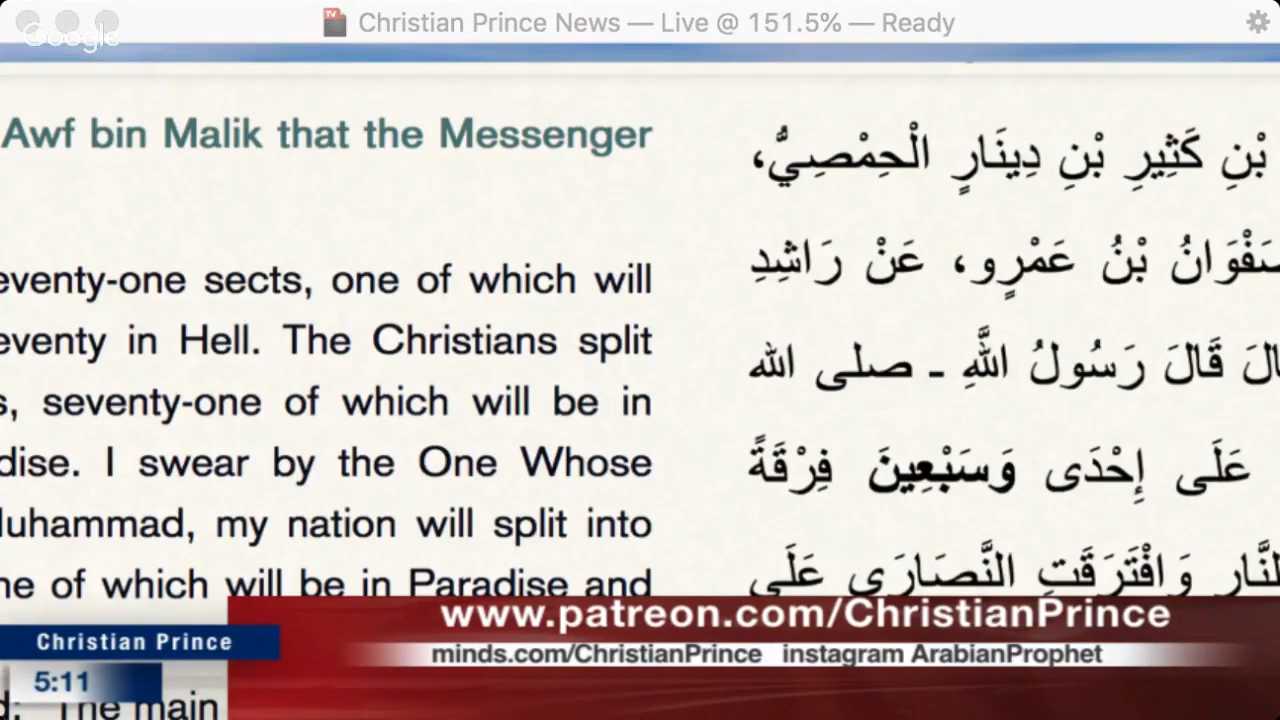 Christian Prince News — Live @ 151.5% — Ready
Google
Awf bin Malik that the Messenger
eventy-one sects, one of which will
eventy in Hell. The Christians split
s, seventy-one of which will be in
dise. I swear by the One Whose
uhammad, my nation will split into
ne of which will be in Paradise and
d: "The main
بْنِ كَثِيرِ بْنِ دِينَارٍ الْحِمْصِيُّ،
صَفْوَانُ بْنُ عَمْرٍو، عَنْ رَاشِدِ
قَالَ قَالَ رَسُولُ اللَّهِ ـ صلى الله
عَلَى إِحْدَى وَسَبْعِينَ فِرْقَةً
النَّارِ وَافْتَرَقَتِ النَّصَارَى عَلَى
www.patreon.com/ChristianPrince
Christian Prince
minds.com/ChristianPrince instagram ArabianProphet
5:11